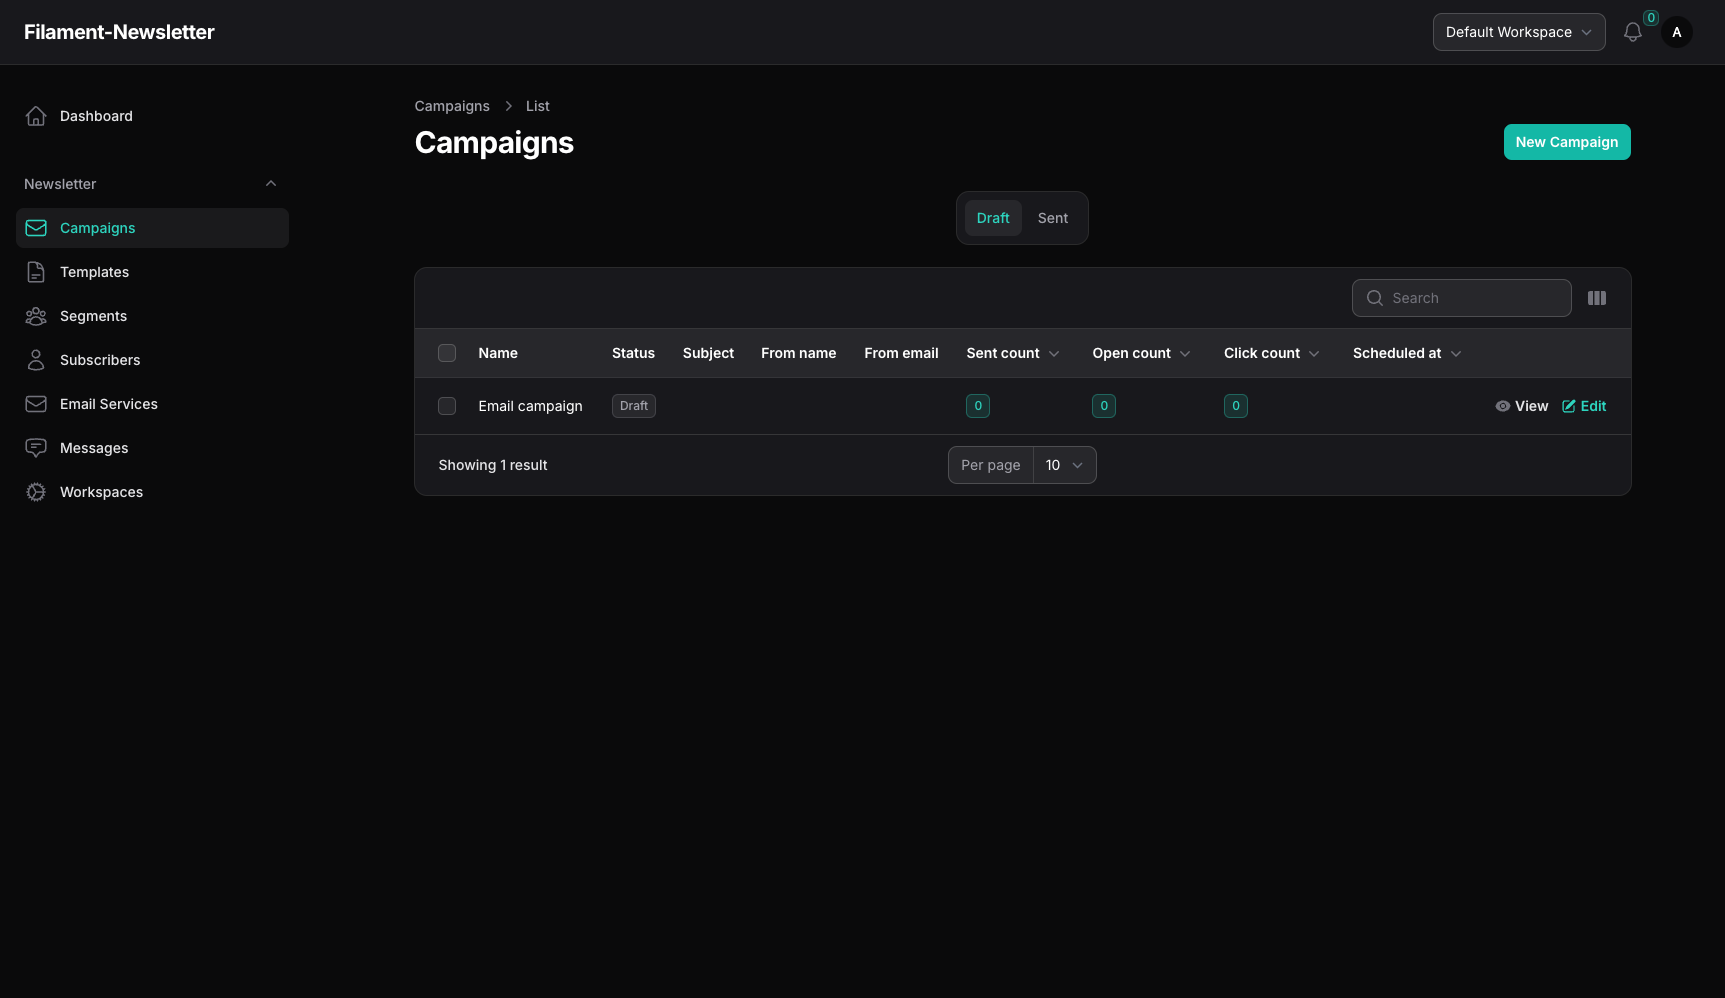 Filament-Newsletter
Default Workspace
0
A
Dashboard
Newsletter
Campaigns
Templates
Segments
Subscribers
Email Services
Messages
Workspaces
Campaigns List
Campaigns
New Campaign
Draft Sent
Search
Name Status Subject From name From email Sent count Open count Click count Scheduled at
Email campaign Draft 0 0 0 View Edit
Showing 1 result Per page 10